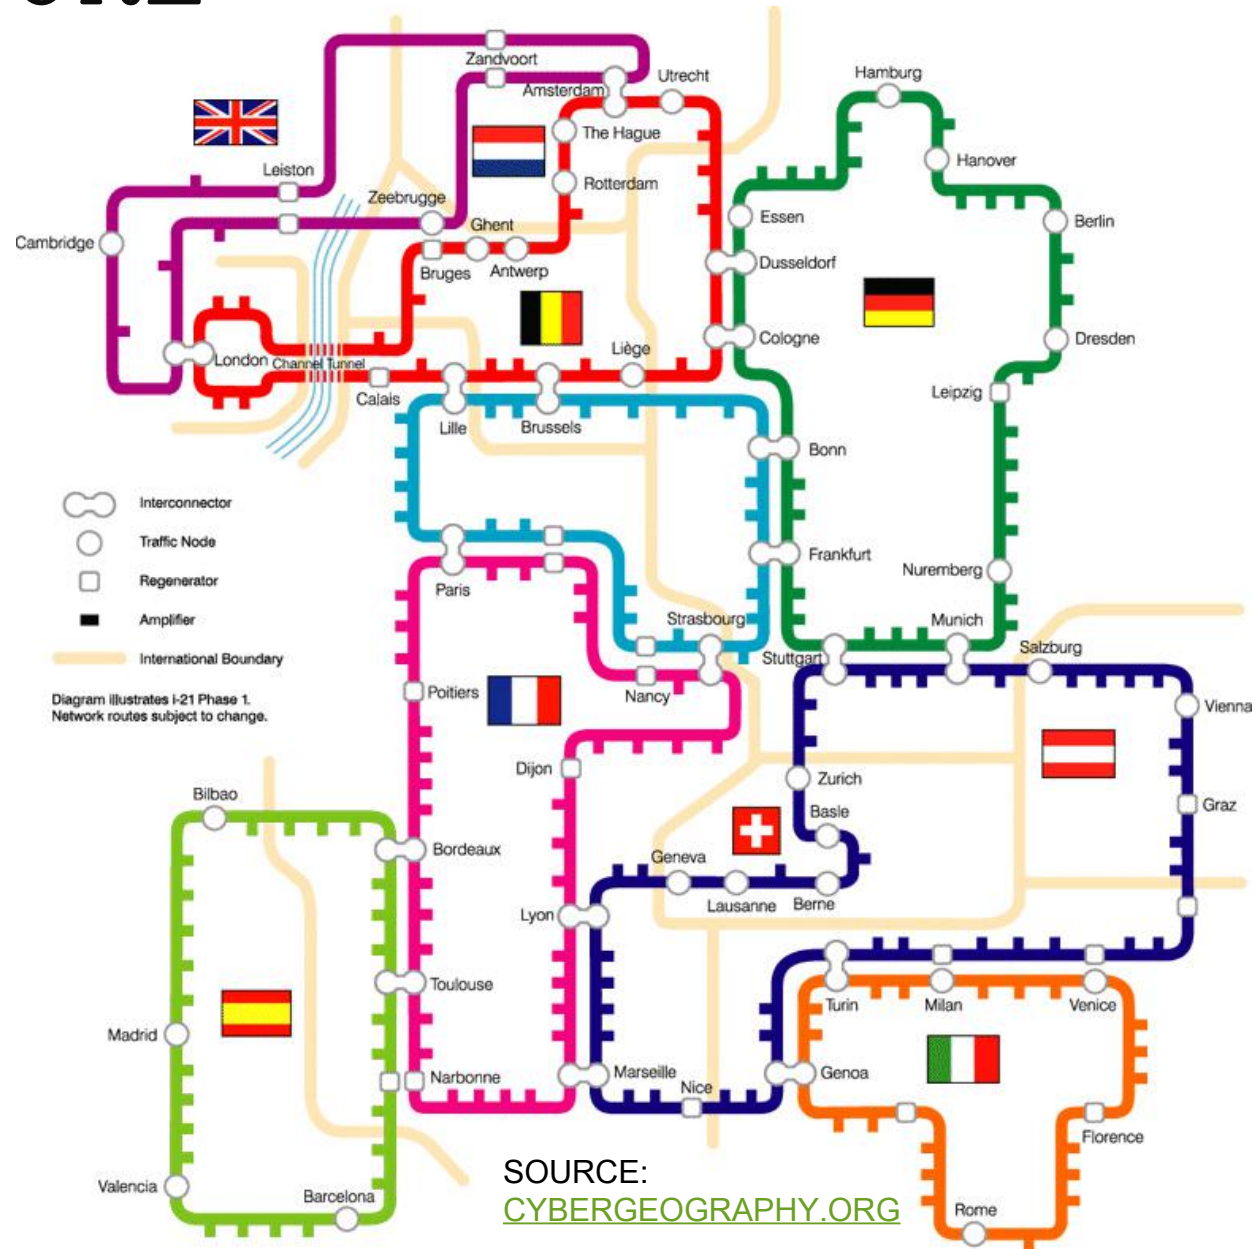 Zandvoort
Amsterdam
Utrecht
Hamburg
The Hague
Hanover
Leiston
Rotterdam
Zeebrugge
Essen
Berlin
Cambridge
Ghent
Bruges
Antwerp
Dusseldorf
London
Channel Tunnel
Liège
Cologne
Dresden
Calais
Leipzig
Lille
Brussels
Bonn
Interconnector
Traffic Node
Frankfurt
Nuremberg
Regenerator
Paris
Amplifier
Strasbourg
Munich
International Boundary
Stuttgart
Salzburg
Diagram illustrates i-21 Phase 1.
Network routes subject to change.
Poitiers
Nancy
Vienna
Dijon
Zurich
Bilbao
Basle
Graz
Bordeaux
Geneva
Lausanne
Berne
Lyon
Toulouse
Turin
Milan
Venice
Madrid
Narbonne
Marseille
Nice
Genoa
Florence
SOURCE:
CYBERGEOGRAPHY.ORG
Valencia
Barcelona
Rome